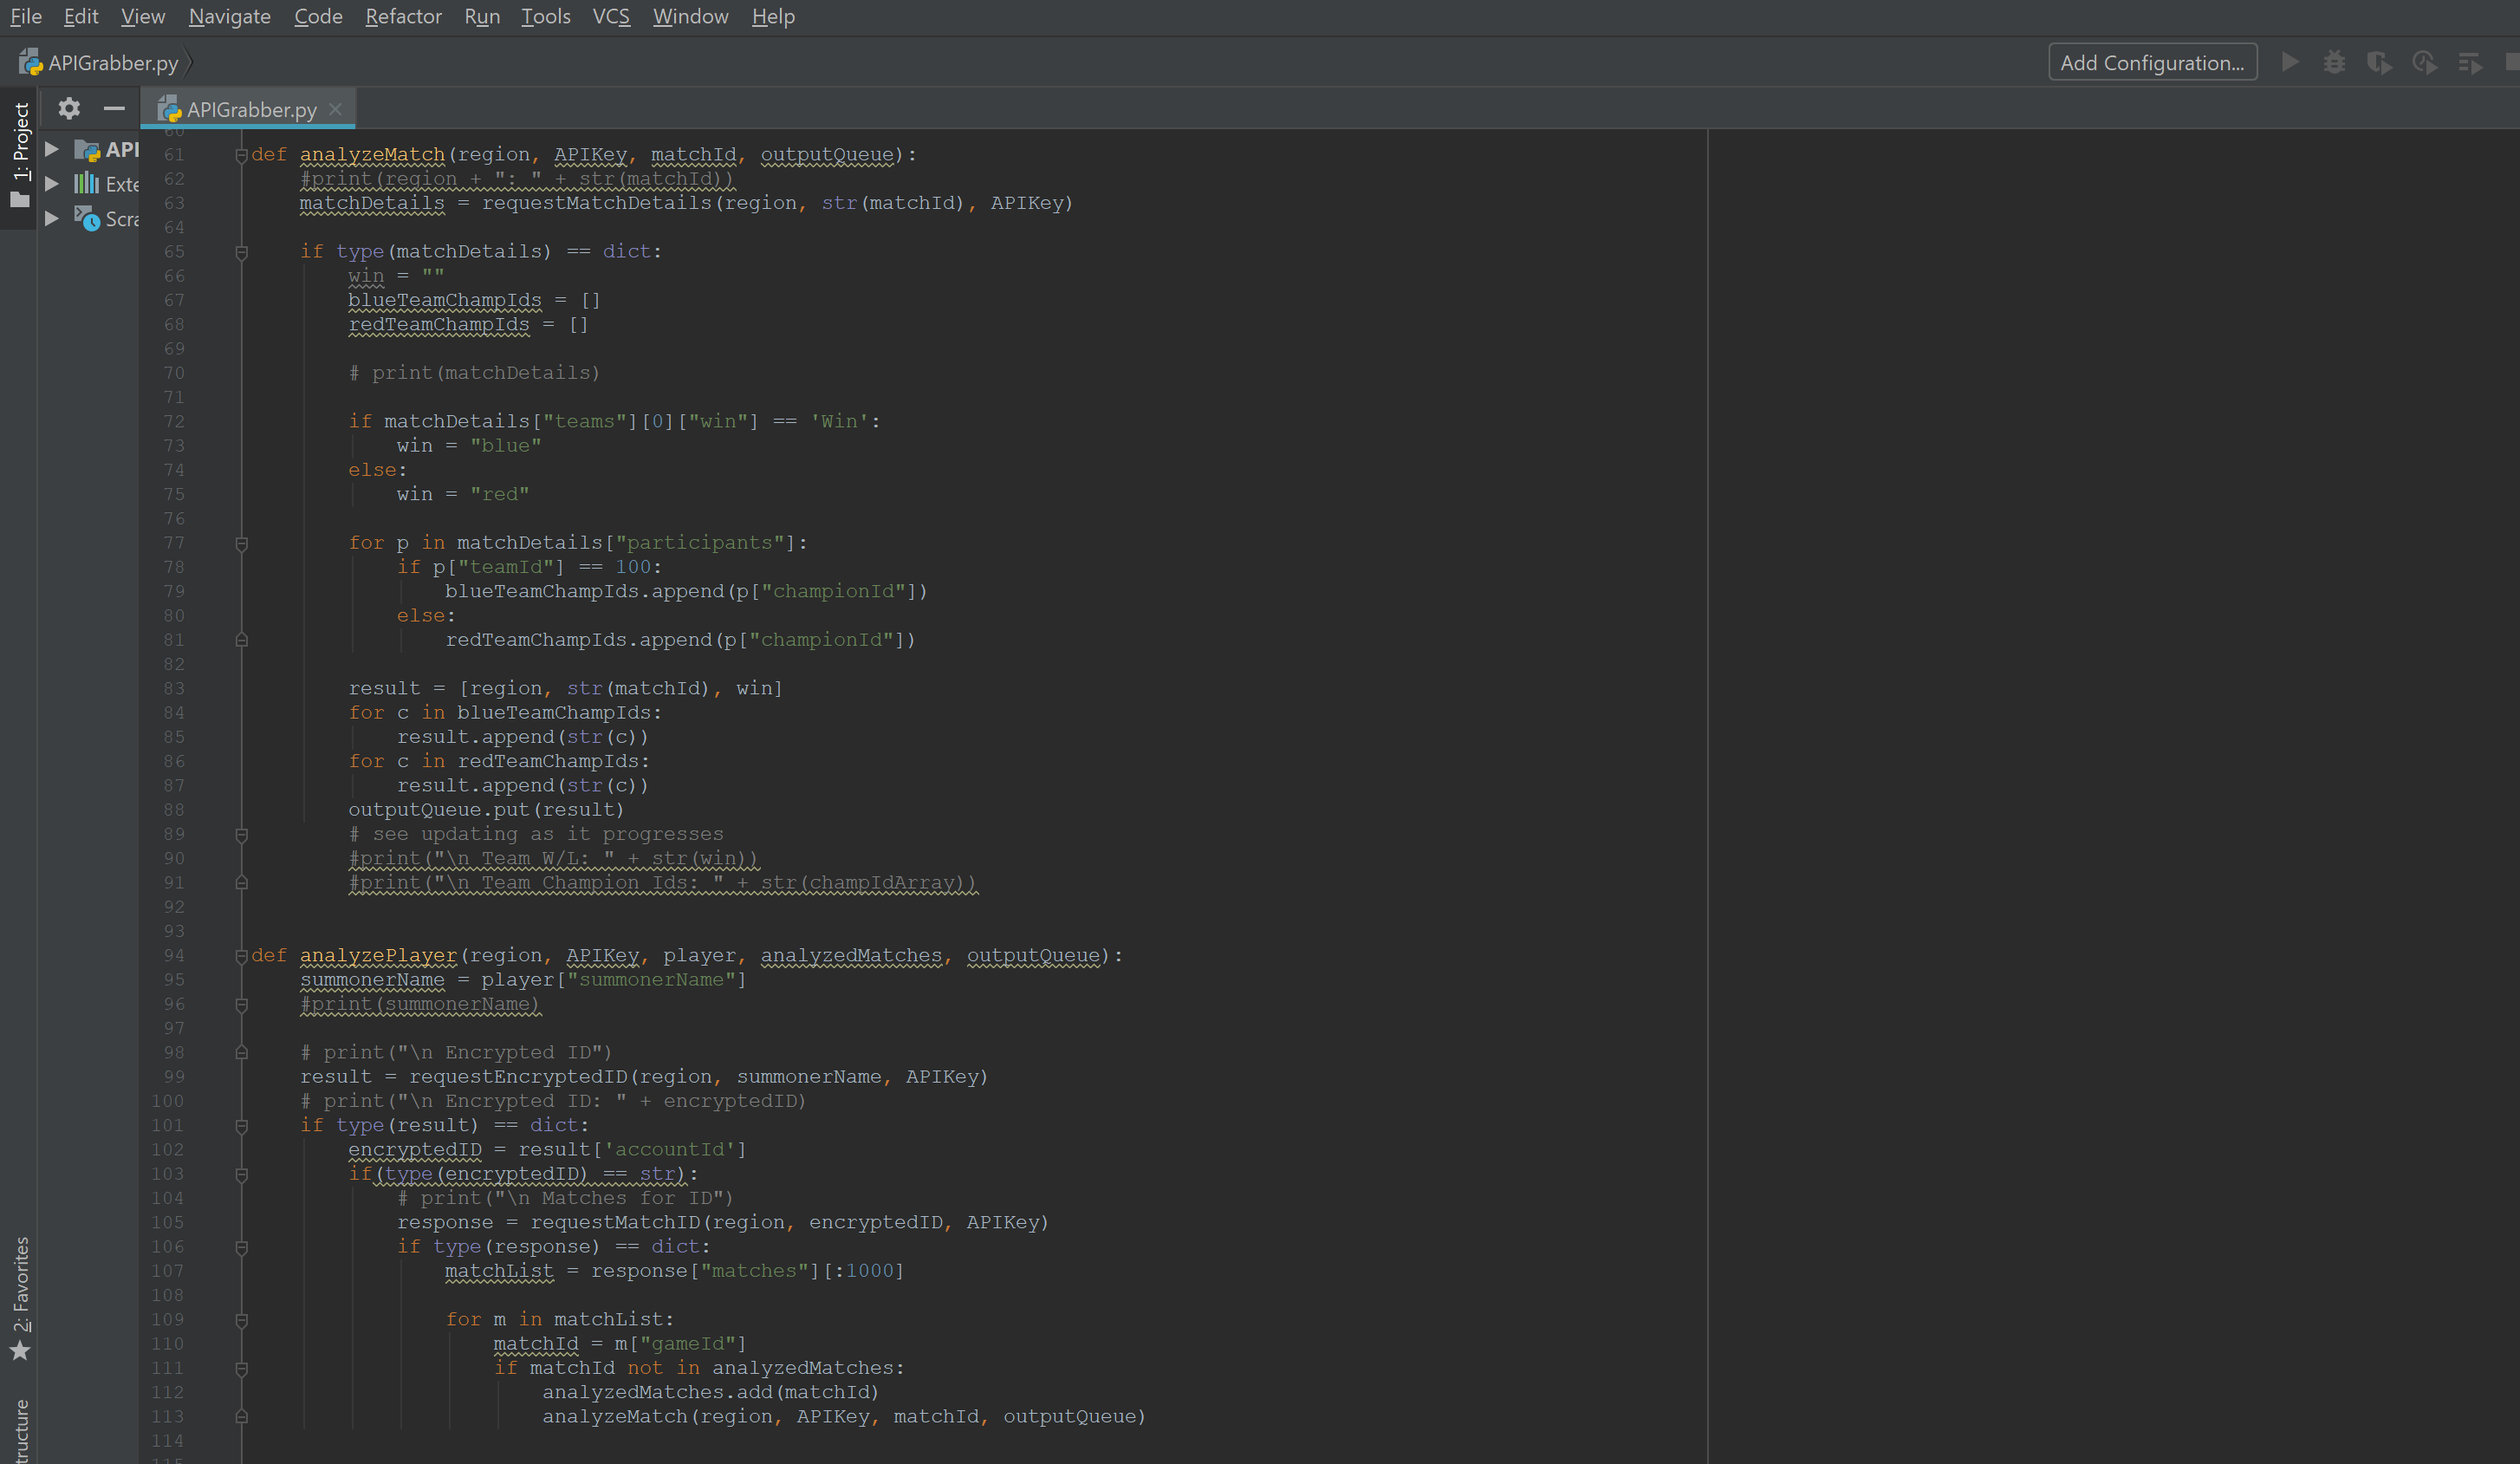 File Edit View Navigate Code Refactor Run Tools VCS Window Help
APIGrabber.py
Add Configuration...
1: Project
APIGrabber.py
API
Exte
Scra
60
61 def analyzeMatch(region, APIKey, matchId, outputQueue):
62 #print(region + ": " + str(matchId))
63 matchDetails = requestMatchDetails(region, str(matchId), APIKey)
64
65 if type(matchDetails) == dict:
66 win = ""
67 blueTeamChampIds = []
68 redTeamChampIds = []
69
70 # print(matchDetails)
71
72 if matchDetails["teams"][0]["win"] == 'Win':
73 win = "blue"
74 else:
75 win = "red"
76
77 for p in matchDetails["participants"]:
78 if p["teamId"] == 100:
79 blueTeamChampIds.append(p["championId"])
80 else:
81 redTeamChampIds.append(p["championId"])
82
83 result = [region, str(matchId), win]
84 for c in blueTeamChampIds:
85 result.append(str(c))
86 for c in redTeamChampIds:
87 result.append(str(c))
88 outputQueue.put(result)
89 # see updating as it progresses
90 #print("\n Team W/L: " + str(win))
91 #print("\n Team Champion Ids: " + str(champIdArray))
92
93
94 def analyzePlayer(region, APIKey, player, analyzedMatches, outputQueue):
95 summonerName = player["summonerName"]
96 #print(summonerName)
97
98 # print("\n Encrypted ID")
99 result = requestEncryptedID(region, summonerName, APIKey)
100 # print("\n Encrypted ID: " + encryptedID)
101 if type(result) == dict:
102 encryptedID = result['accountId']
103 if(type(encryptedID) == str):
104 # print("\n Matches for ID")
105 response = requestMatchID(region, encryptedID, APIKey)
106 if type(response) == dict:
107 matchList = response["matches"][:1000]
108
109 for m in matchList:
110 matchId = m["gameId"]
111 if matchId not in analyzedMatches:
112 analyzedMatches.add(matchId)
113 analyzeMatch(region, APIKey, matchId, outputQueue)
114
115
2: Favorites
tructure